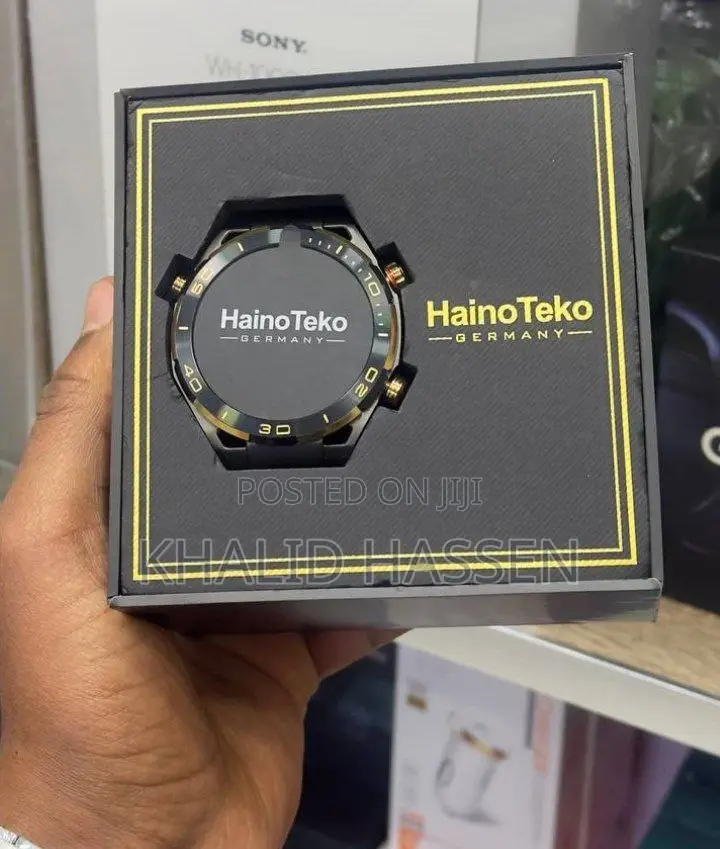 SONY
HainoTeko
GERMANY
HainoTeko
GERMANY
10
20
30
40
50
POSTED ON JIJI
KHALID HASSEN